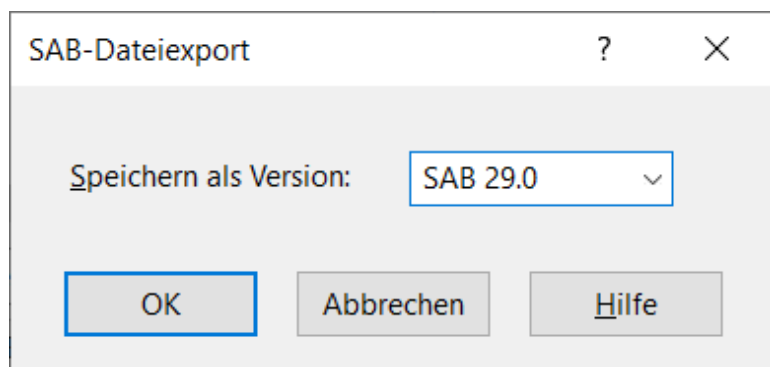 SAB-Dateiexport ?
Speichern als Version: SAB 29.0
OK Abbrechen Hilfe